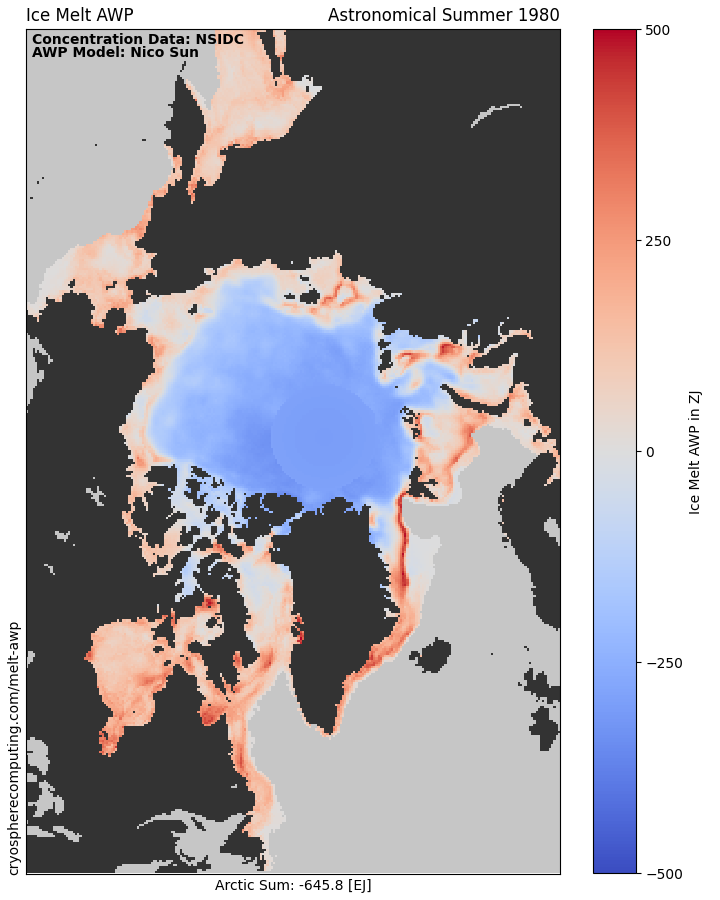 Ice Melt AWP
Astronomical Summer 1980
Concentration Data: NSIDC
AWP Model: Nico Sun
500
250
0
−250
−500
Ice Melt AWP in ZJ
cryospherecomputing.com/melt-awp
Arctic Sum: -645.8 [EJ]